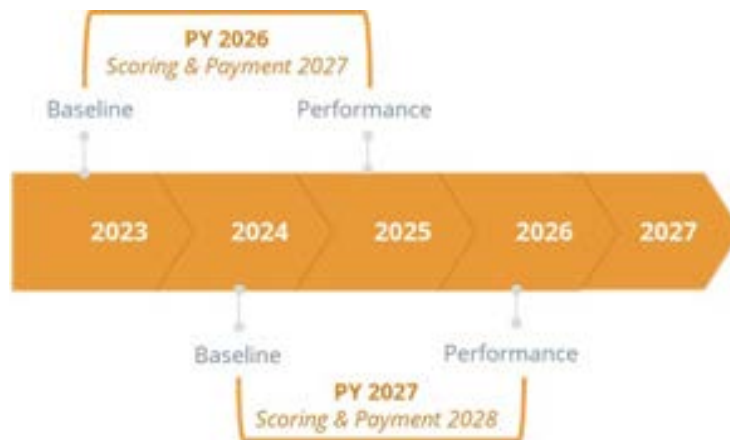 PY 2026
Scoring & Payment 2027
Baseline Performance
2023 2024 2025 2026 2027
Baseline Performance
PY 2027
Scoring & Payment 2028